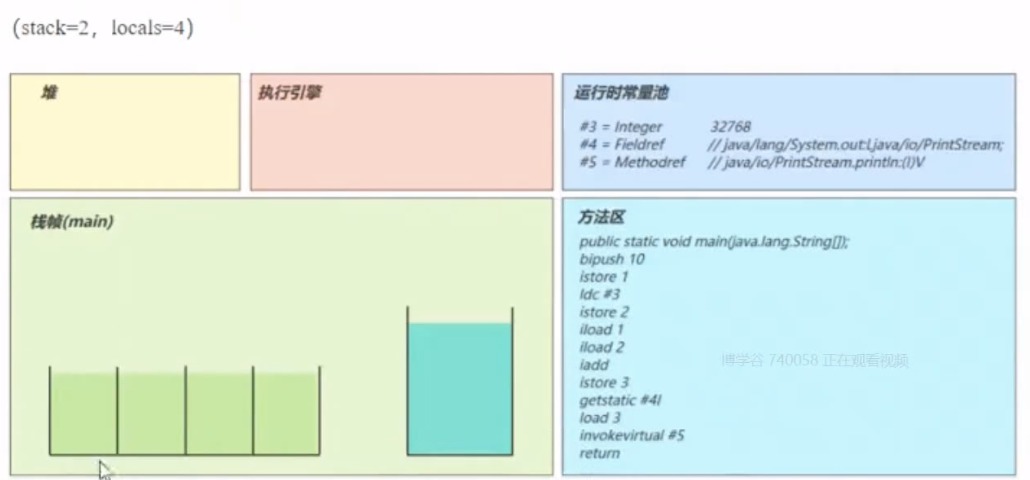 (stack=2, locals=4)
堆
执行引擎
运行时常量池
#3 = Integer 32768
#4 = Fieldref // java/lang/System.out:Ljava/io/PrintStream;
#5 = Methodref // java/io/PrintStream.println:(I)V
栈帧(main)
方法区
public static void main(java.lang.String[]);
bipush 10
istore 1
ldc #3
istore 2
iload 1
iload 2
iadd
istore 3
getstatic #4I
load 3
invokevirtual #5
return
博学谷 740058 正在观看视频